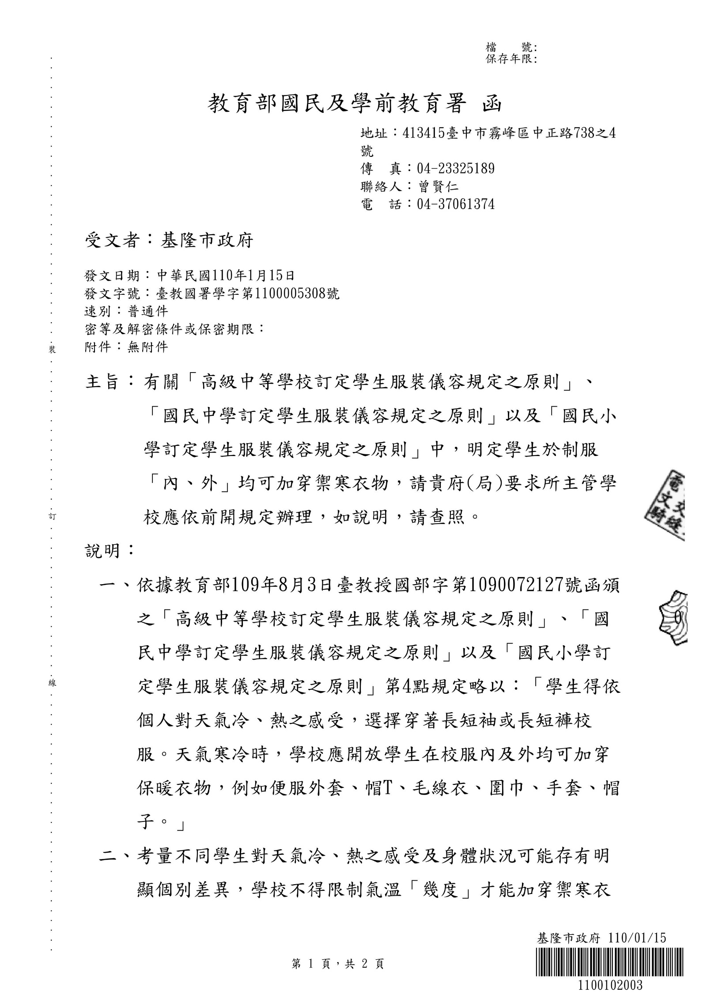 檔　　號:
保存年限:
教育部國民及學前教育署 函
地址：413415臺中市霧峰區中正路738之4
號
傳　真：04-23325189
聯絡人：曾賢仁
電　話：04-37061374
受文者：基隆市政府
發文日期：中華民國110年1月15日
發文字號：臺教國署學字第1100005308號
速別：普通件
密等及解密條件或保密期限：
附件：無附件
主旨：有關「高級中等學校訂定學生服裝儀容規定之原則」、
「國民中學訂定學生服裝儀容規定之原則」以及「國民小
學訂定學生服裝儀容規定之原則」中，明定學生於制服
「內、外」均可加穿禦寒衣物，請貴府(局)要求所主管學
校應依前開規定辦理，如說明，請查照。
說明：
一、依據教育部109年8月3日臺教授國部字第1090072127號函頒
之「高級中等學校訂定學生服裝儀容規定之原則」、「國
民中學訂定學生服裝儀容規定之原則」以及「國民小學訂
定學生服裝儀容規定之原則」第4點規定略以：「學生得依
個人對天氣冷、熱之感受，選擇穿著長短袖或長短褲校
服。天氣寒冷時，學校應開放學生在校服內及外均可加穿
保暖衣物，例如便服外套、帽T、毛線衣、圍巾、手套、帽
子。」
二、考量不同學生對天氣冷、熱之感受及身體狀況可能存有明
顯個別差異，學校不得限制氣溫「幾度」才能加穿禦寒衣
裝
訂
線
電
文 交
騎 縫
0
基隆市政府 110/01/15
1100102003
第 1 頁，共 2 頁